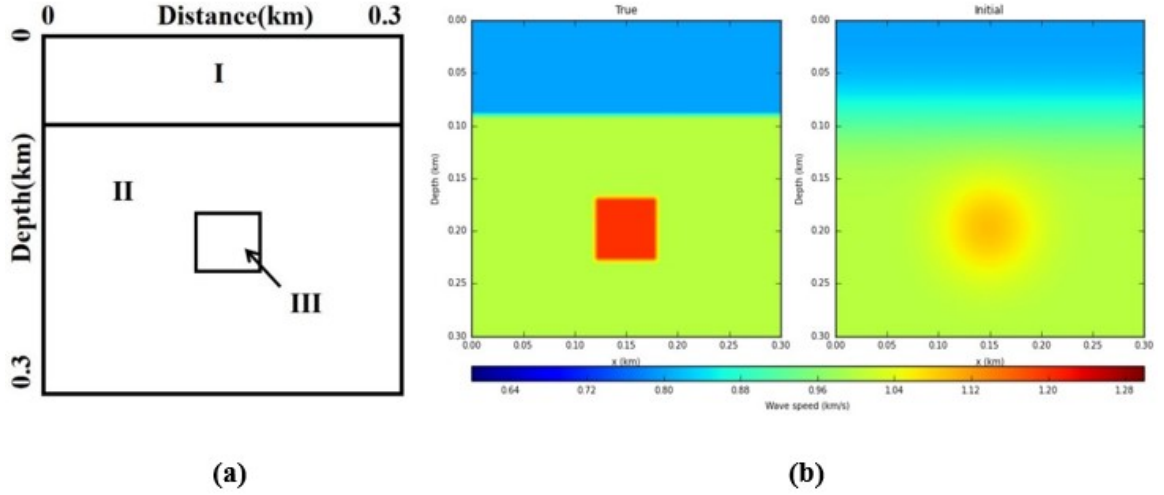 0 Distance(km) 0.3
0
Depth(km)
0.3
I
II
III
(a)
True
0.00
0.05
0.10
0.15
0.20
0.25
0.30
Depth (km)
0.00 0.05 0.10 0.15 0.20 0.25 0.30
x (km)
Initial
0.00
0.05
0.10
0.15
0.20
0.25
0.30
Depth (km)
0.00 0.05 0.10 0.15 0.20 0.25 0.30
x (km)
0.64 0.72 0.80 0.88 0.96 1.04 1.12 1.20 1.28
Wave speed (km/s)
(b)